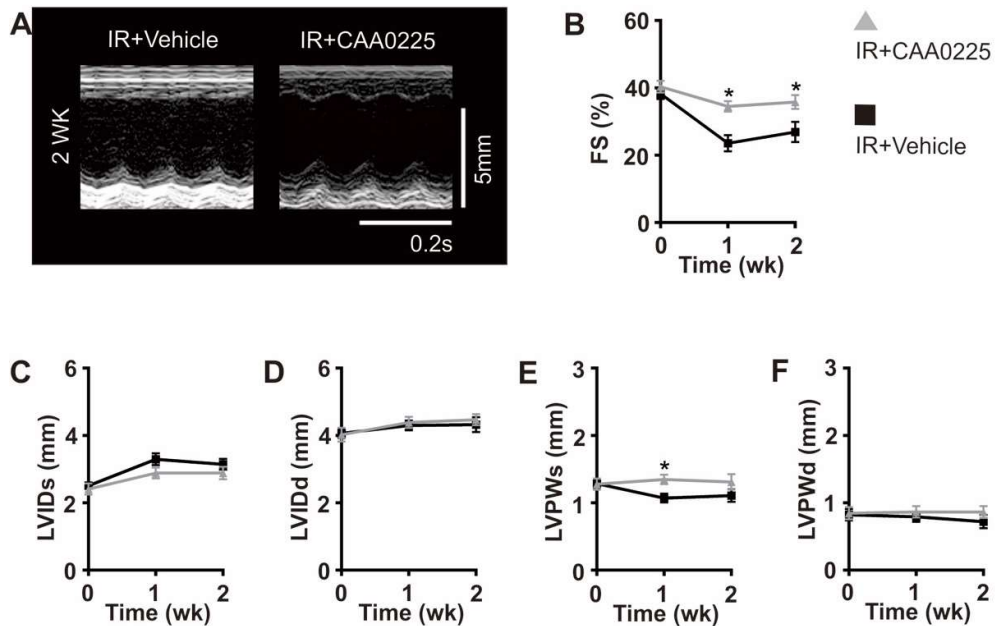 A
IR+Vehicle
IR+CAA0225
2 WK
5mm
0.2s
B
FS (%)
60
40
20
0
* *
0 1 2
Time (wk)
IR+CAA0225
IR+Vehicle
C
LVIDs (mm)
6
4
2
0
0 1 2
Time (wk)
D
LVIDd (mm)
6
4
2
0
0 1 2
Time (wk)
E
LVPWs (mm)
3
2
1
0
*
0 1 2
Time (wk)
F
LVPWd (mm)
3
2
1
0
0 1 2
Time (wk)